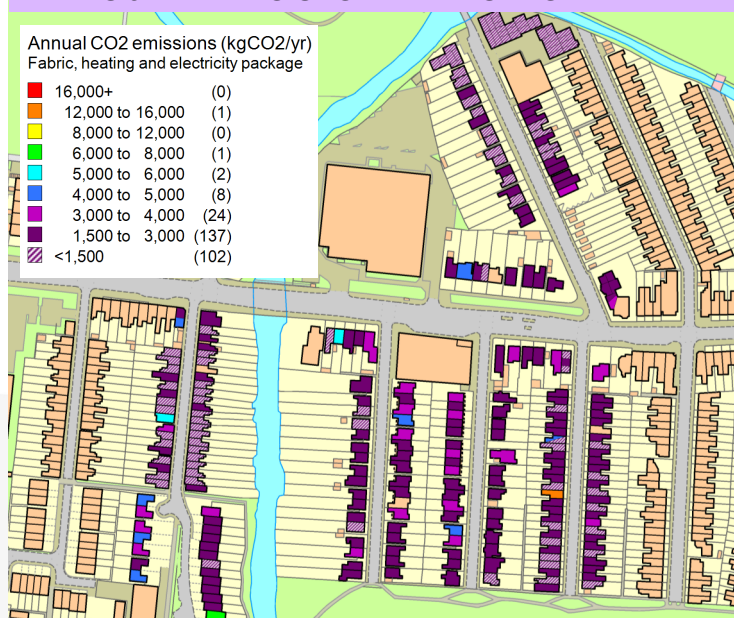 Annual CO2 emissions (kgCO2/yr)
Fabric, heating and electricity package
16,000+ (0)
12,000 to 16,000 (1)
8,000 to 12,000 (0)
6,000 to 8,000 (1)
5,000 to 6,000 (2)
4,000 to 5,000 (8)
3,000 to 4,000 (24)
1,500 to 3,000 (137)
<1,500 (102)